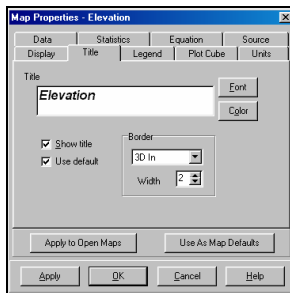 Map Properties - Elevation
Data Statistics Equation Source
Display Title Legend Plot Cube Units
Title
Elevation
Font
Color
Show title
Use default
Border
3D In
Width 2
Apply to Open Maps Use As Map Defaults
Apply OK Cancel Help